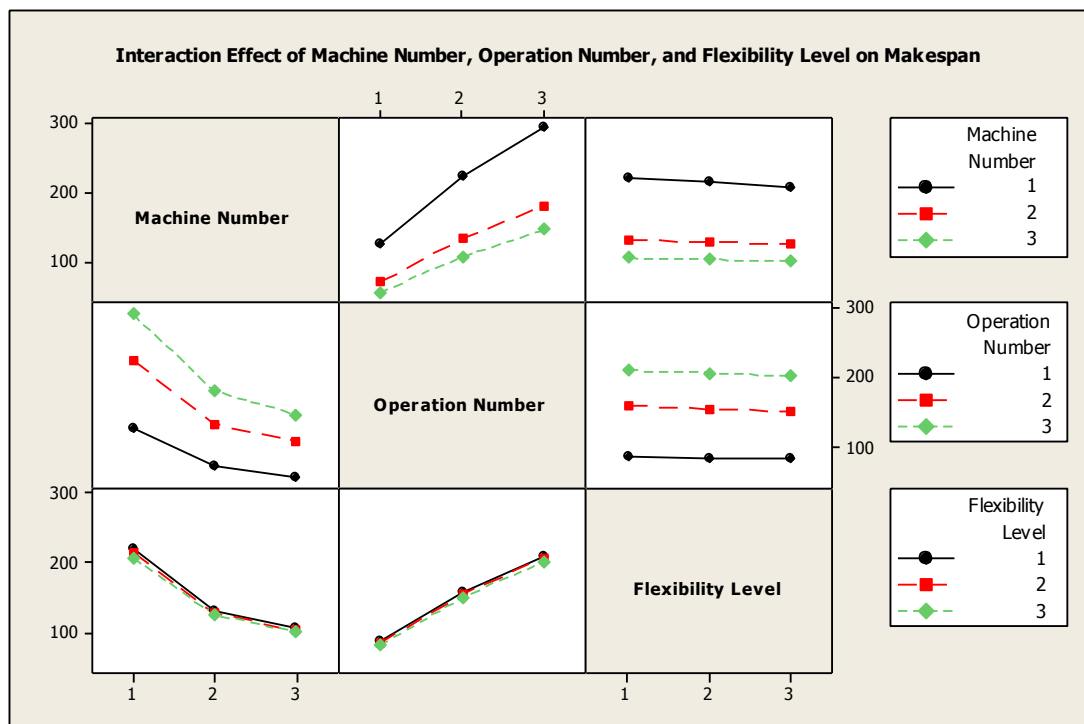 Interaction Effect of Machine Number, Operation Number, and Flexibility Level on Makespan
1 2 3
300
200
100
Machine Number
Machine
Number
1
2
3
Operation Number
300
200
100
Operation
Number
1
2
3
300
200
100
Flexibility Level
Flexibility
Level
1
2
3
1 2 3
1 2 3